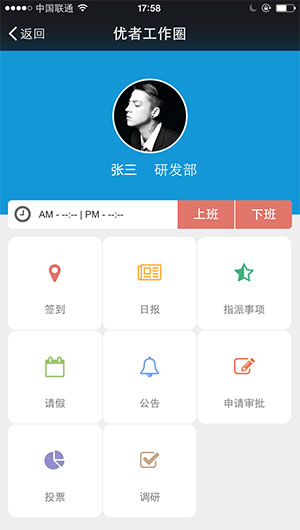 中国联通 17:58
返回 优者工作圈
张三 研发部
AM - --:-- | PM - --:-- 上班 下班
签到 日报 指派事项
请假 公告 申请审批
投票 调研